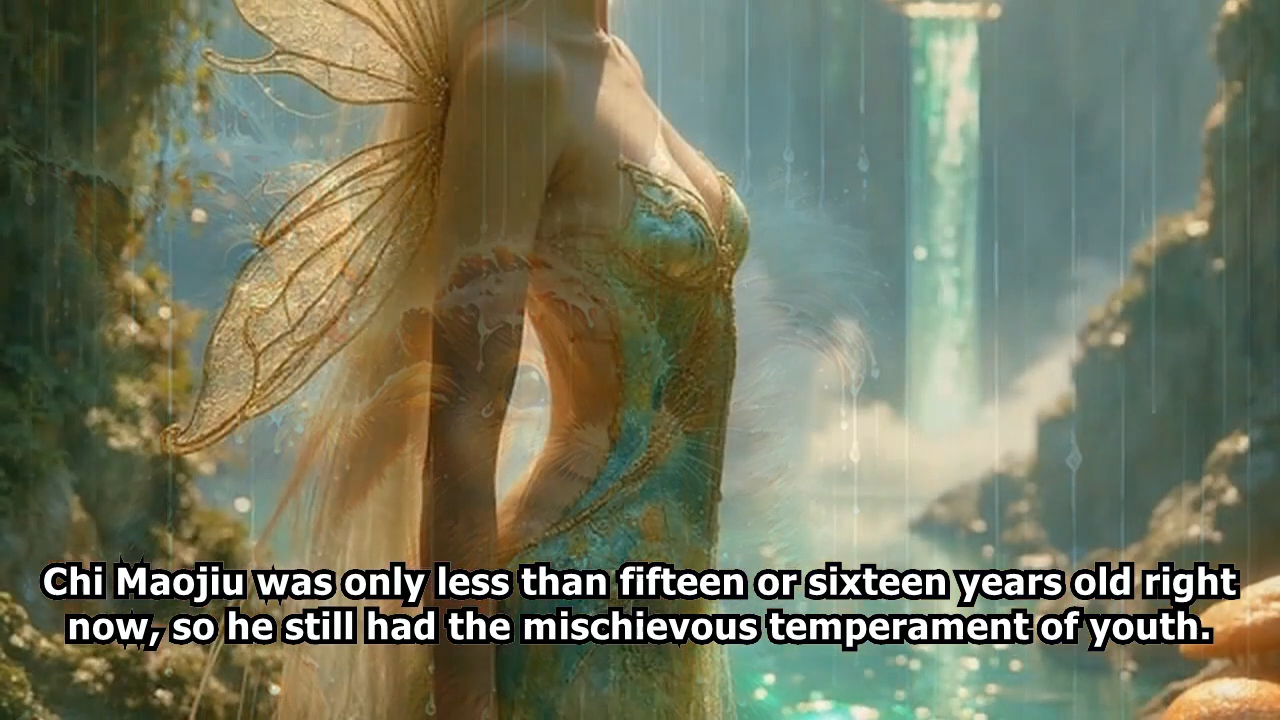 Chi Maojiu was only less than fifteen or sixteen years old right
now, so he still had the mischievous temperament of youth.